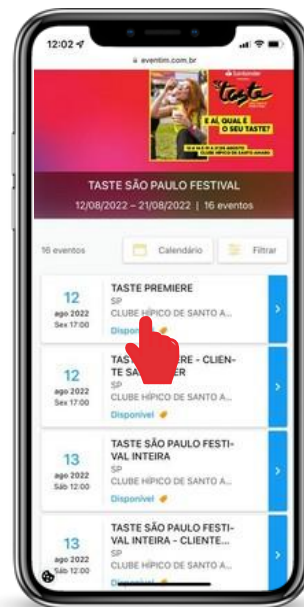 12:02
eventim.com.br
Santander
taste
E AÍ, QUAL É
O SEU TASTE?
CLUBE HÍPICO DE SANTO AMARO
TASTE SÃO PAULO FESTIVAL
12/08/2022 – 21/08/2022 | 16 eventos
16 eventos
Calendário
Filtrar
12
ago 2022
Sex 17:00
TASTE PREMIERE
SP
CLUBE HÍPICO DE SANTO A...
Disponível
12
ago 2022
Sex 17:00
TAS ERE - CLIEN-
TE SA ER
SP
CLUBE HÍPICO DE SANTO A...
Disponível
13
ago 2022
Sáb 12:00
TASTE SÃO PAULO FESTI-
VAL INTEIRA
SP
CLUBE HÍPICO DE SANTO A...
Disponível
13
ago 2022
Sáb 12:00
TASTE SÃO PAULO FESTI-
VAL INTEIRA - CLIENTE...
SP
CLUBE HÍPICO DE SANTO A...